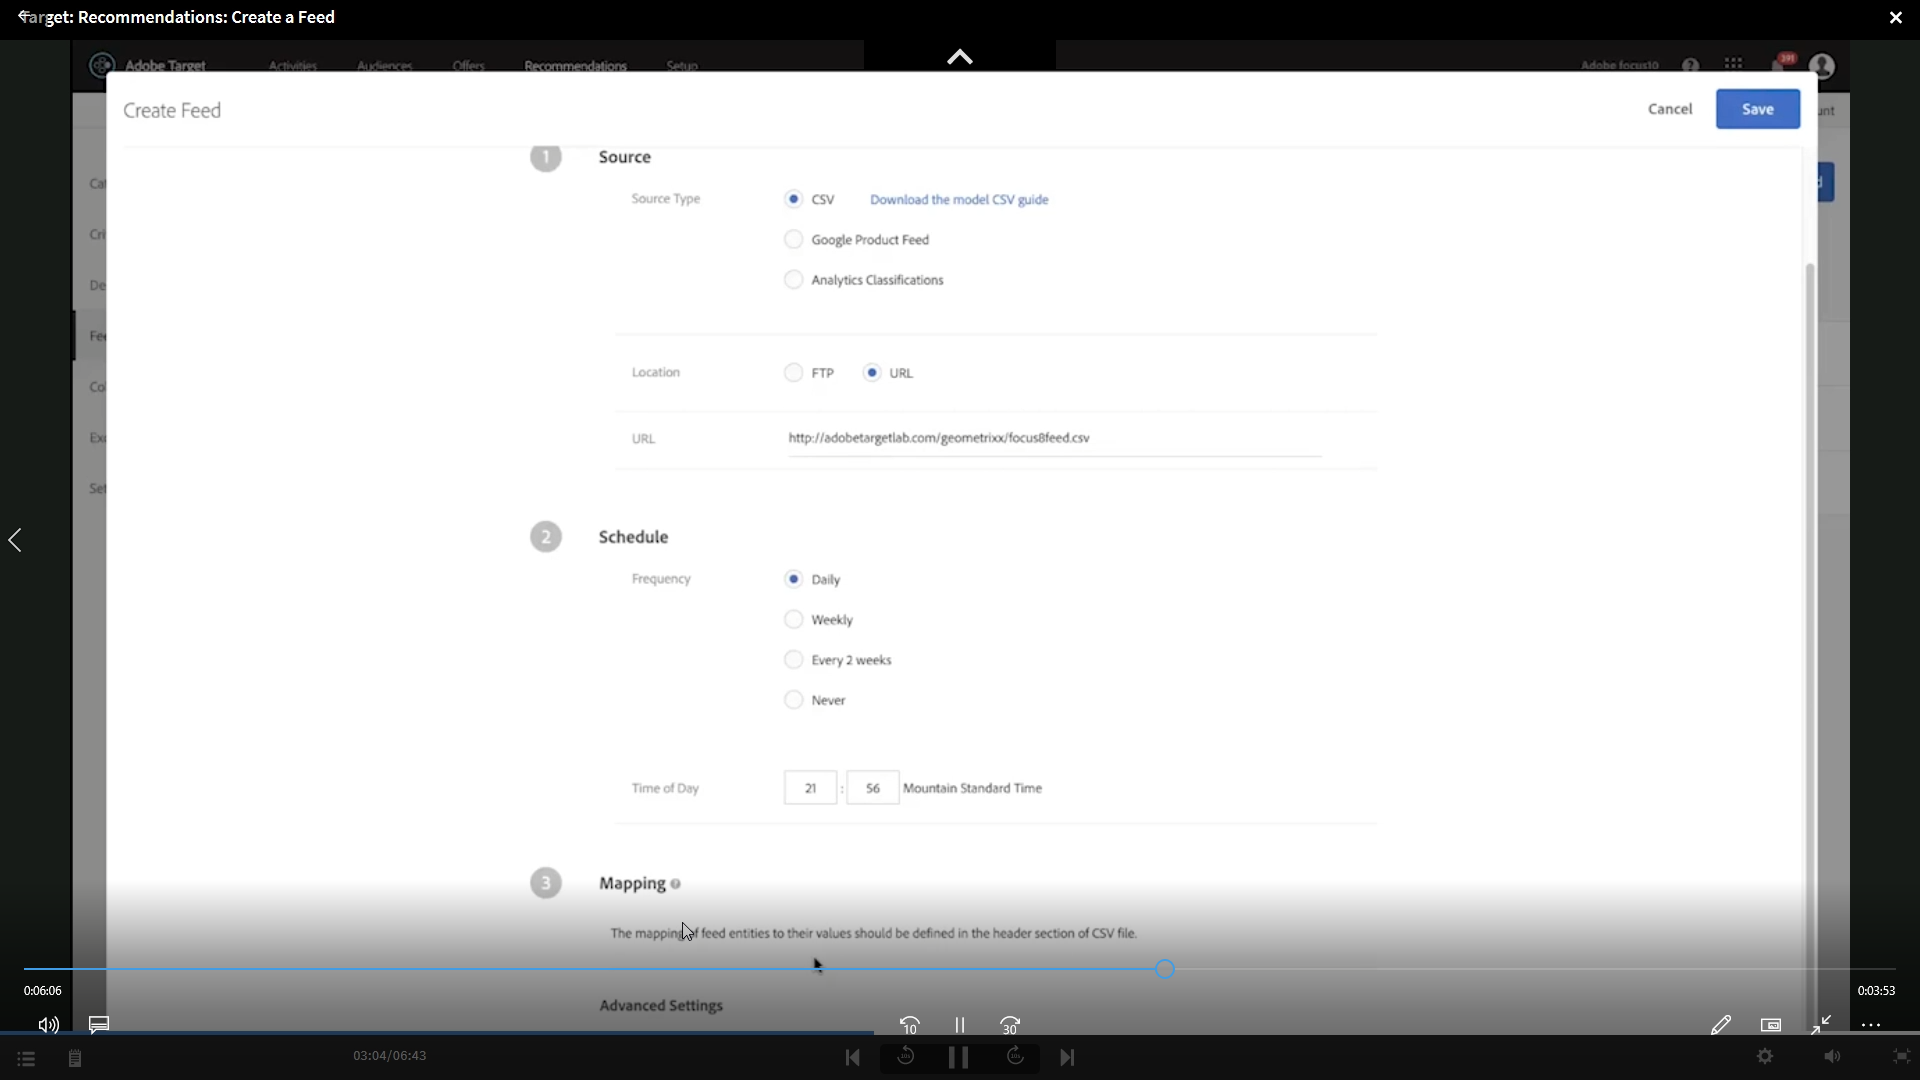 Target: Recommendations: Create a Feed
Adobe Target Activities Audiences Offers Recommendations Setup Adobe focus10 391
Create Feed Cancel Save
1 Source
Source Type CSV Download the model CSV guide
Google Product Feed
Analytics Classifications
Location FTP URL
URL http://adobetargetlab.com/geometrixx/focus8feed.csv
2 Schedule
Frequency Daily
Weekly
Every 2 weeks
Never
Time of Day 21 : 56 Mountain Standard Time
3 Mapping
The mapping of feed entities to their values should be defined in the header section of CSV file.
0:06:06 0:03:53
Advanced Settings
10 30
03:04/06:43